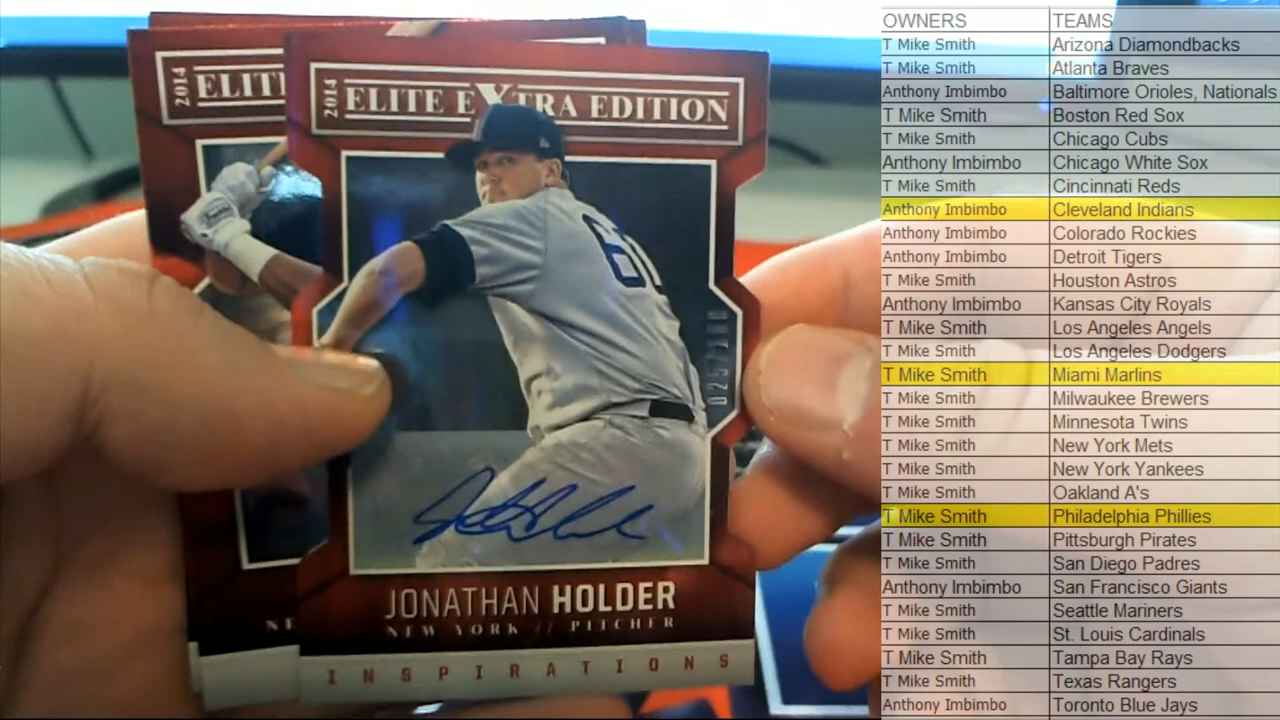 2014
ELITE
2014
ELITE EXTRA EDITION
JONATHAN HOLDER
NEW YORK // PITCHER
INSPIRATIONS
NE
OWNERS TEAMS
T Mike Smith Arizona Diamondbacks
T Mike Smith Atlanta Braves
Anthony Imbimbo Baltimore Orioles, Nationals
T Mike Smith Boston Red Sox
T Mike Smith Chicago Cubs
Anthony Imbimbo Chicago White Sox
T Mike Smith Cincinnati Reds
Anthony Imbimbo Cleveland Indians
Anthony Imbimbo Colorado Rockies
Anthony Imbimbo Detroit Tigers
T Mike Smith Houston Astros
Anthony Imbimbo Kansas City Royals
T Mike Smith Los Angeles Angels
T Mike Smith Los Angeles Dodgers
T Mike Smith Miami Marlins
T Mike Smith Milwaukee Brewers
T Mike Smith Minnesota Twins
T Mike Smith New York Mets
T Mike Smith New York Yankees
T Mike Smith Oakland A's
T Mike Smith Philadelphia Phillies
T Mike Smith Pittsburgh Pirates
T Mike Smith San Diego Padres
Anthony Imbimbo San Francisco Giants
T Mike Smith Seattle Mariners
T Mike Smith St. Louis Cardinals
T Mike Smith Tampa Bay Rays
T Mike Smith Texas Rangers
Anthony Imbimbo Toronto Blue Jays